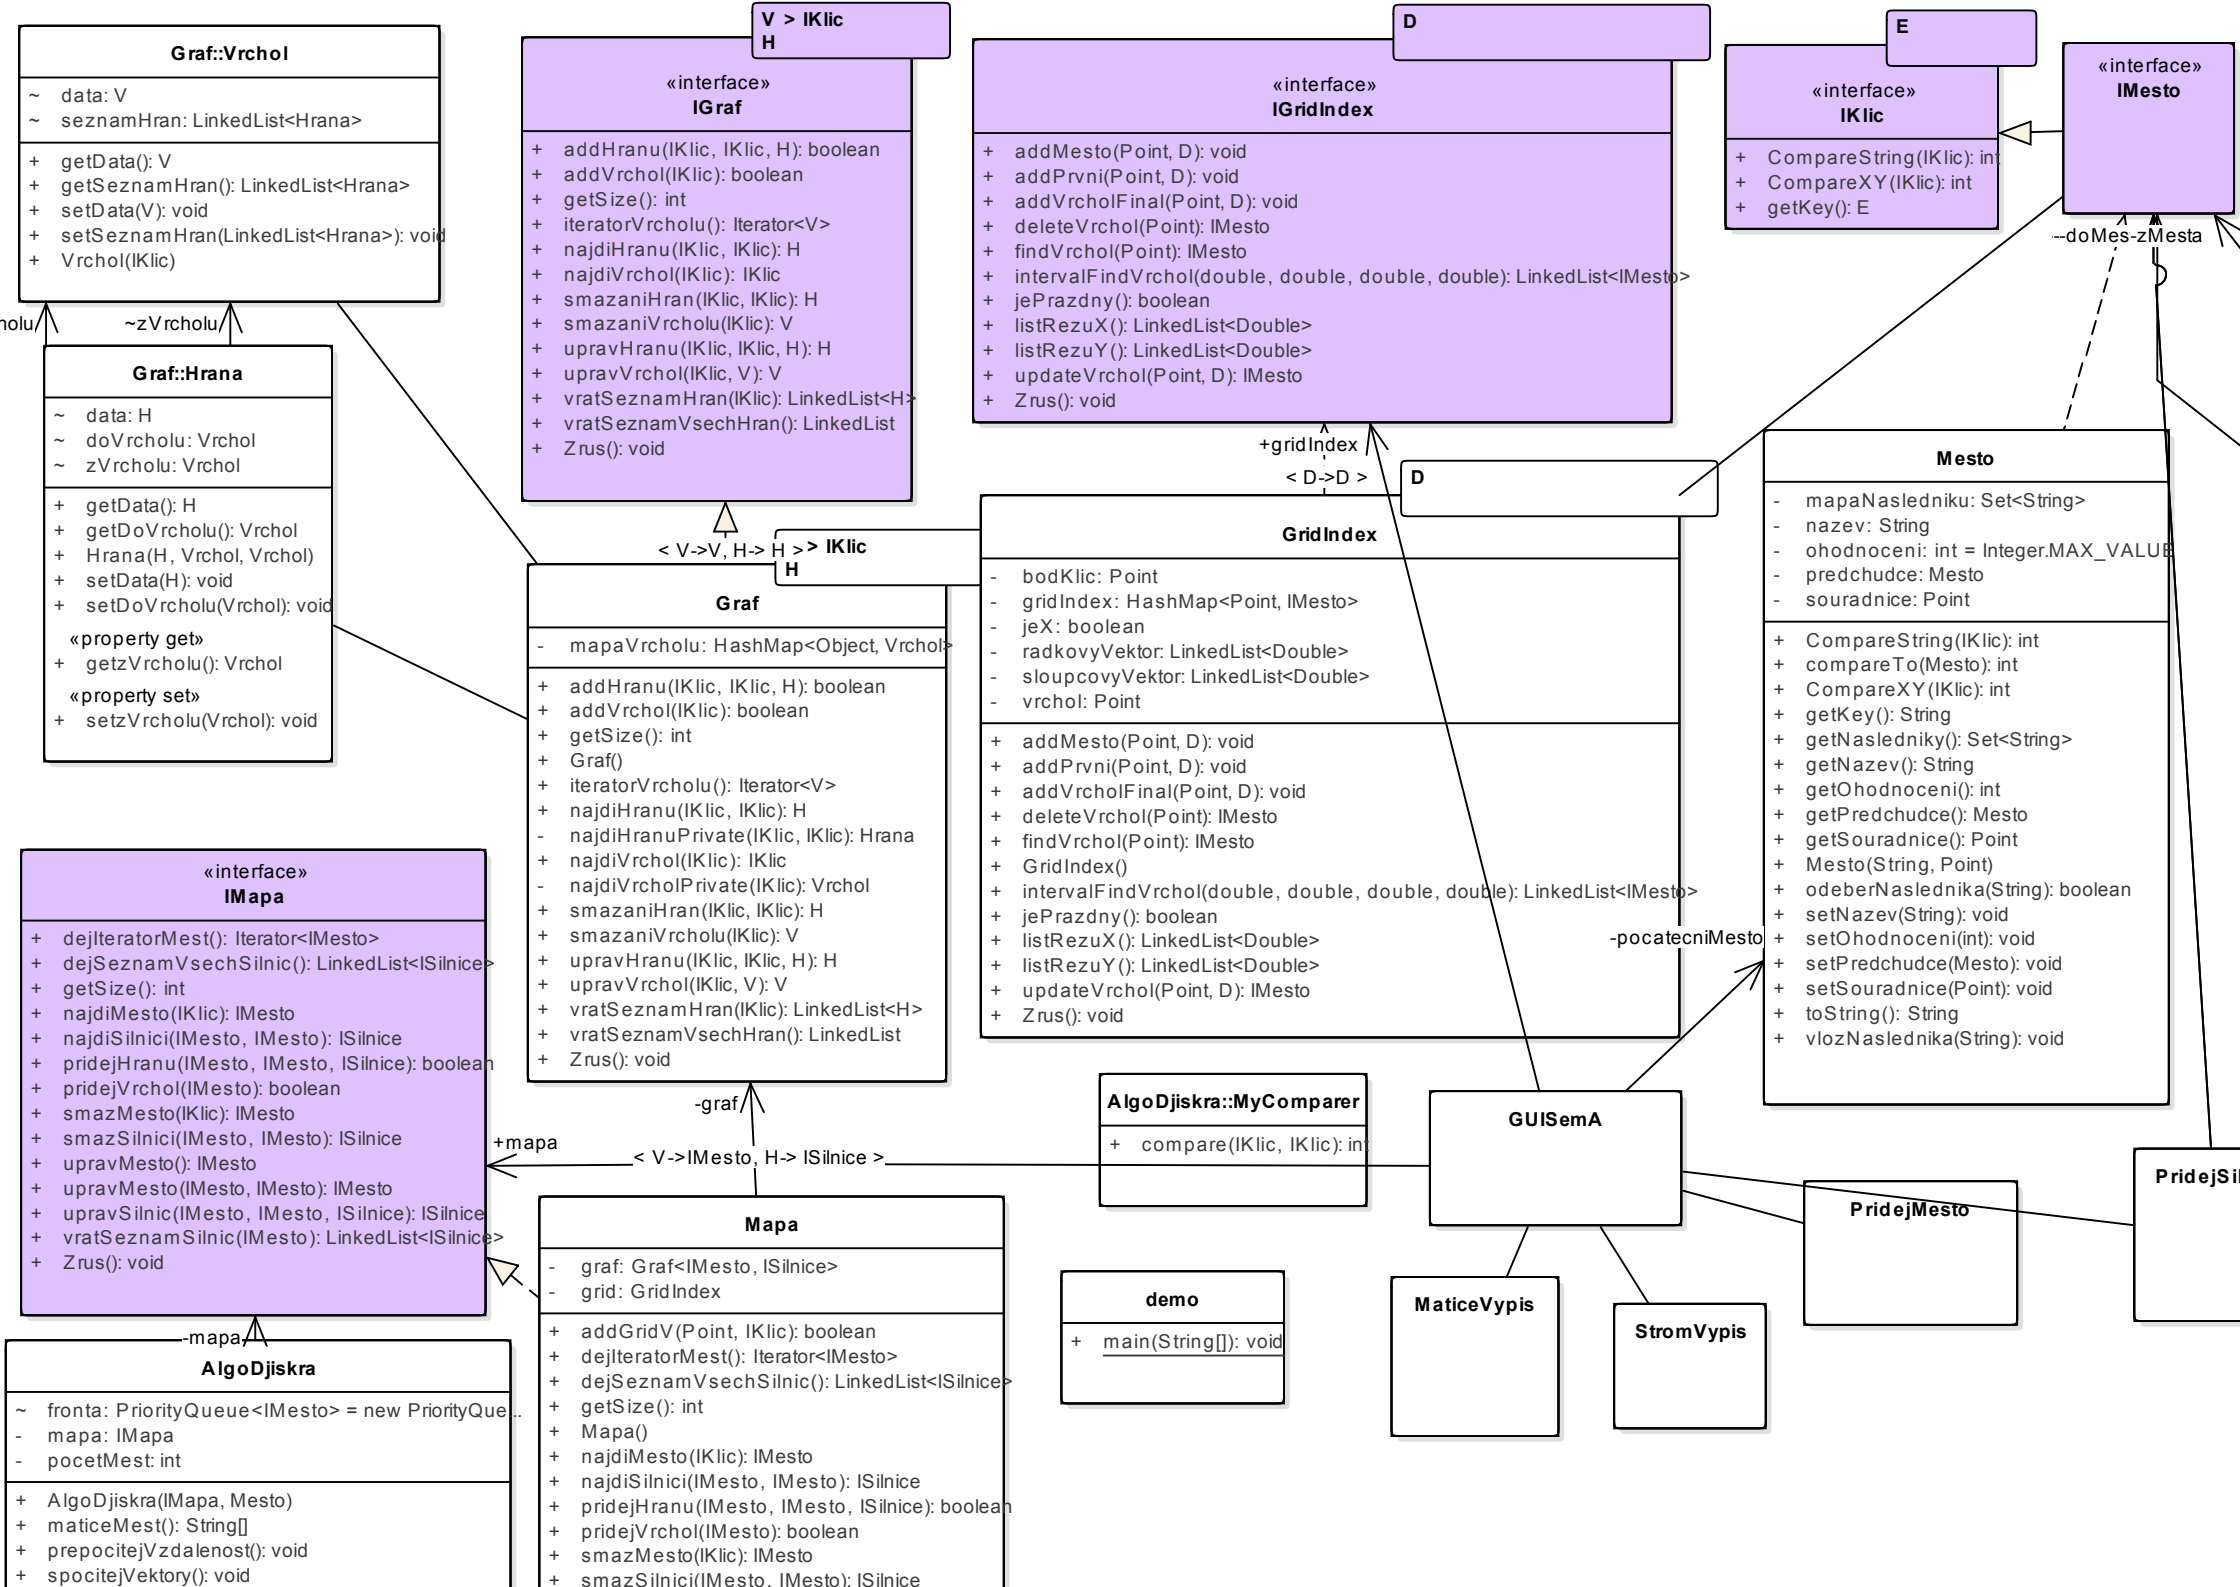 Graf::Vrchol
~ data: V
~ seznamHran: LinkedList<Hrana>
+ getData(): V
+ getSeznamHran(): LinkedList<Hrana>
+ setData(V): void
+ setSeznamHran(LinkedList<Hrana>): void
+ Vrchol(IKlic)
~zVrcholu
Graf::Hrana
~ data: H
~ doVrcholu: Vrchol
~ zVrcholu: Vrchol
+ getData(): H
+ getDoVrcholu(): Vrchol
+ Hrana(H, Vrchol, Vrchol)
+ setData(H): void
+ setDoVrcholu(Vrchol): void
«property get»
+ getzVrcholu(): Vrchol
«property set»
+ setzVrcholu(Vrchol): void
V > IKlic
H
«interface»
IGraf
+ addHranu(IKlic, IKlic, H): boolean
+ addVrchol(IKlic): boolean
+ getSize(): int
+ iteratorVrcholu(): Iterator<V>
+ najdiHranu(IKlic, IKlic): H
+ najdiVrchol(IKlic): IKlic
+ smazaniHran(IKlic, IKlic): H
+ smazaniVrcholu(IKlic): V
+ upravHranu(IKlic, IKlic, H): H
+ upravVrchol(IKlic, V): V
+ vratSeznamHran(IKlic): LinkedList<H>
+ vratSeznamVsechHran(): LinkedList
+ Zrus(): void
< V->V, H-> H >
> IKlic
H
Graf
- mapaVrcholu: HashMap<Object, Vrchol>
+ addHranu(IKlic, IKlic, H): boolean
+ addVrchol(IKlic): boolean
+ getSize(): int
+ Graf()
+ iteratorVrcholu(): Iterator<V>
+ najdiHranu(IKlic, IKlic): H
- najdiHranuPrivate(IKlic, IKlic): Hrana
+ najdiVrchol(IKlic): IKlic
- najdiVrcholPrivate(IKlic): Vrchol
+ smazaniHran(IKlic, IKlic): H
+ smazaniVrcholu(IKlic): V
+ upravHranu(IKlic, IKlic, H): H
+ upravVrchol(IKlic, V): V
+ vratSeznamHran(IKlic): LinkedList<H>
+ vratSeznamVsechHran(): LinkedList
+ Zrus(): void
D
«interface»
IGridIndex
+ addMesto(Point, D): void
+ addPrvni(Point, D): void
+ addVrcholFinal(Point, D): void
+ deleteVrchol(Point): IMesto
+ findVrchol(Point): IMesto
+ intervalFindVrchol(double, double, double, double): LinkedList<IMesto>
+ jePrazdny(): boolean
+ listRezuX(): LinkedList<Double>
+ listRezuY(): LinkedList<Double>
+ updateVrchol(Point, D): IMesto
+ Zrus(): void
+gridIndex
< D->D >
D
GridIndex
- bodKlic: Point
- gridIndex: HashMap<Point, IMesto>
- jeX: boolean
- radkovyVektor: LinkedList<Double>
- sloupcovyVektor: LinkedList<Double>
- vrchol: Point
+ addMesto(Point, D): void
+ addPrvni(Point, D): void
+ addVrcholFinal(Point, D): void
+ deleteVrchol(Point): IMesto
+ findVrchol(Point): IMesto
+ GridIndex()
+ intervalFindVrchol(double, double, double, double): LinkedList<IMesto>
+ jePrazdny(): boolean
+ listRezuX(): LinkedList<Double>
+ listRezuY(): LinkedList<Double>
+ updateVrchol(Point, D): IMesto
+ Zrus(): void
E
«interface»
IKlic
+ CompareString(IKlic): int
+ CompareXY(IKlic): int
+ getKey(): E
«interface»
IMesto
-doMes-zMesta
Mesto
- mapaNasledniku: Set<String>
- nazev: String
- ohodnoceni: int = Integer.MAX_VALUE
- predchudce: Mesto
- souradnice: Point
+ CompareString(IKlic): int
+ compareTo(Mesto): int
+ CompareXY(IKlic): int
+ getKey(): String
+ getNasledniky(): Set<String>
+ getNazev(): String
+ getOhodnoceni(): int
+ getPredchudce(): Mesto
+ getSouradnice(): Point
+ Mesto(String, Point)
+ odeberNaslednika(String): boolean
+ setNazev(String): void
+ setOhodnoceni(int): void
+ setPredchudce(Mesto): void
+ setSouradnice(Point): void
+ toString(): String
+ vlozNaslednika(String): void
-pocatecniMesto
«interface»
IMapa
+ dejIteratorMest(): Iterator<IMesto>
+ dejSeznamVsechSilnic(): LinkedList<ISilnice>
+ getSize(): int
+ najdiMesto(IKlic): IMesto
+ najdiSilnici(IMesto, IMesto): ISilnice
+ pridejHranu(IMesto, IMesto, ISilnice): boolean
+ pridejVrchol(IMesto): boolean
+ smazMesto(IKlic): IMesto
+ smazSilnici(IMesto, IMesto): ISilnice
+ upravMesto(): IMesto
+ upravMesto(IMesto, IMesto): IMesto
+ upravSilnic(IMesto, IMesto, ISilnice): ISilnice
+ vratSeznamSilnic(IMesto): LinkedList<ISilnice>
+ Zrus(): void
-graf
+mapa
< V->IMesto, H-> ISilnice >
-mapa
AlgoDjiskra
~ fronta: PriorityQueue<IMesto> = new PriorityQue...
- mapa: IMapa
- pocetMest: int
+ AlgoDjiskra(IMapa, Mesto)
+ maticeMest(): String[]
+ prepocitejVzdalenost(): void
+ spocitejVektory(): void
Mapa
- graf: Graf<IMesto, ISilnice>
- grid: GridIndex
+ addGridV(Point, IKlic): boolean
+ dejIteratorMest(): Iterator<IMesto>
+ dejSeznamVsechSilnic(): LinkedList<ISilnice>
+ getSize(): int
+ Mapa()
+ najdiMesto(IKlic): IMesto
+ najdiSilnici(IMesto, IMesto): ISilnice
+ pridejHranu(IMesto, IMesto, ISilnice): boolean
+ pridejVrchol(IMesto): boolean
+ smazMesto(IKlic): IMesto
+ smazSilnici(IMesto, IMesto): ISilnice
AlgoDjiskra::MyComparer
+ compare(IKlic, IKlic): int
demo
+ main(String[]): void
GUISemA
MaticeVypis
StromVypis
PridejMesto
PridejSil